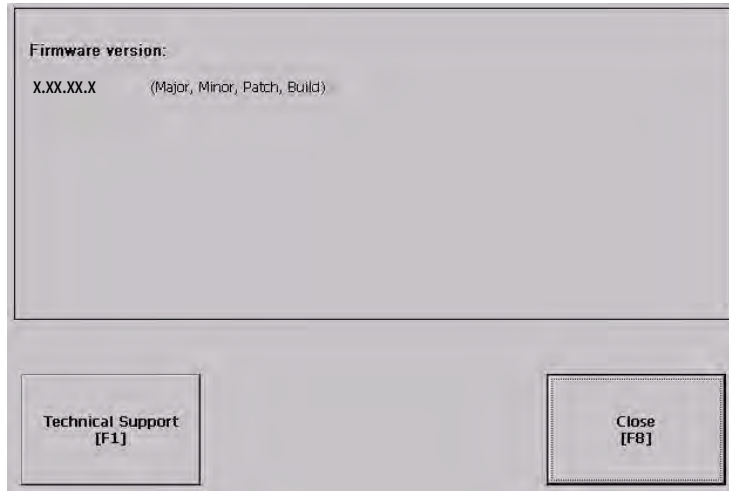 Firmware version:
X.XX.XX.X (Major, Minor, Patch, Build)
Technical Support
[F1]
Close
[F8]